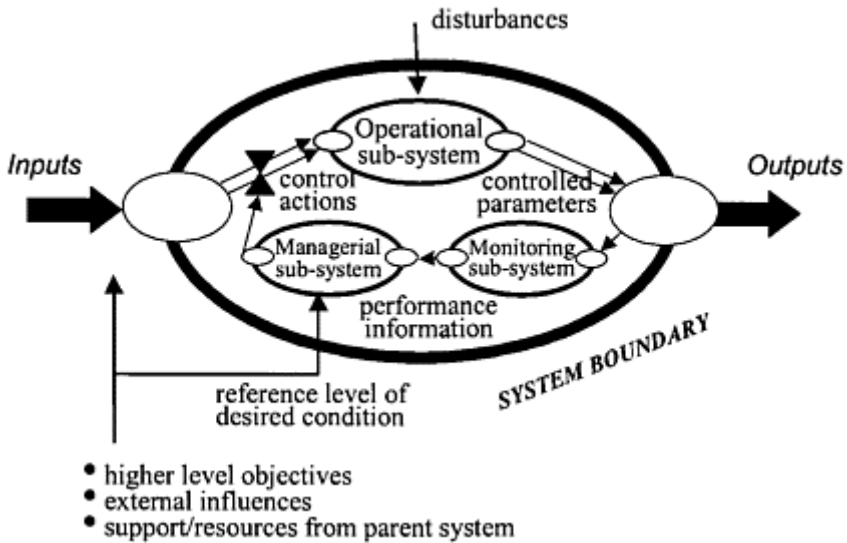 disturbances
Inputs
Operational
sub-system
Outputs
control
actions
controlled
parameters
Managerial
sub-system
Monitoring
sub-system
performance
information
SYSTEM BOUNDARY
reference level of
desired condition
• higher level objectives
• external influences
• support/resources from parent system